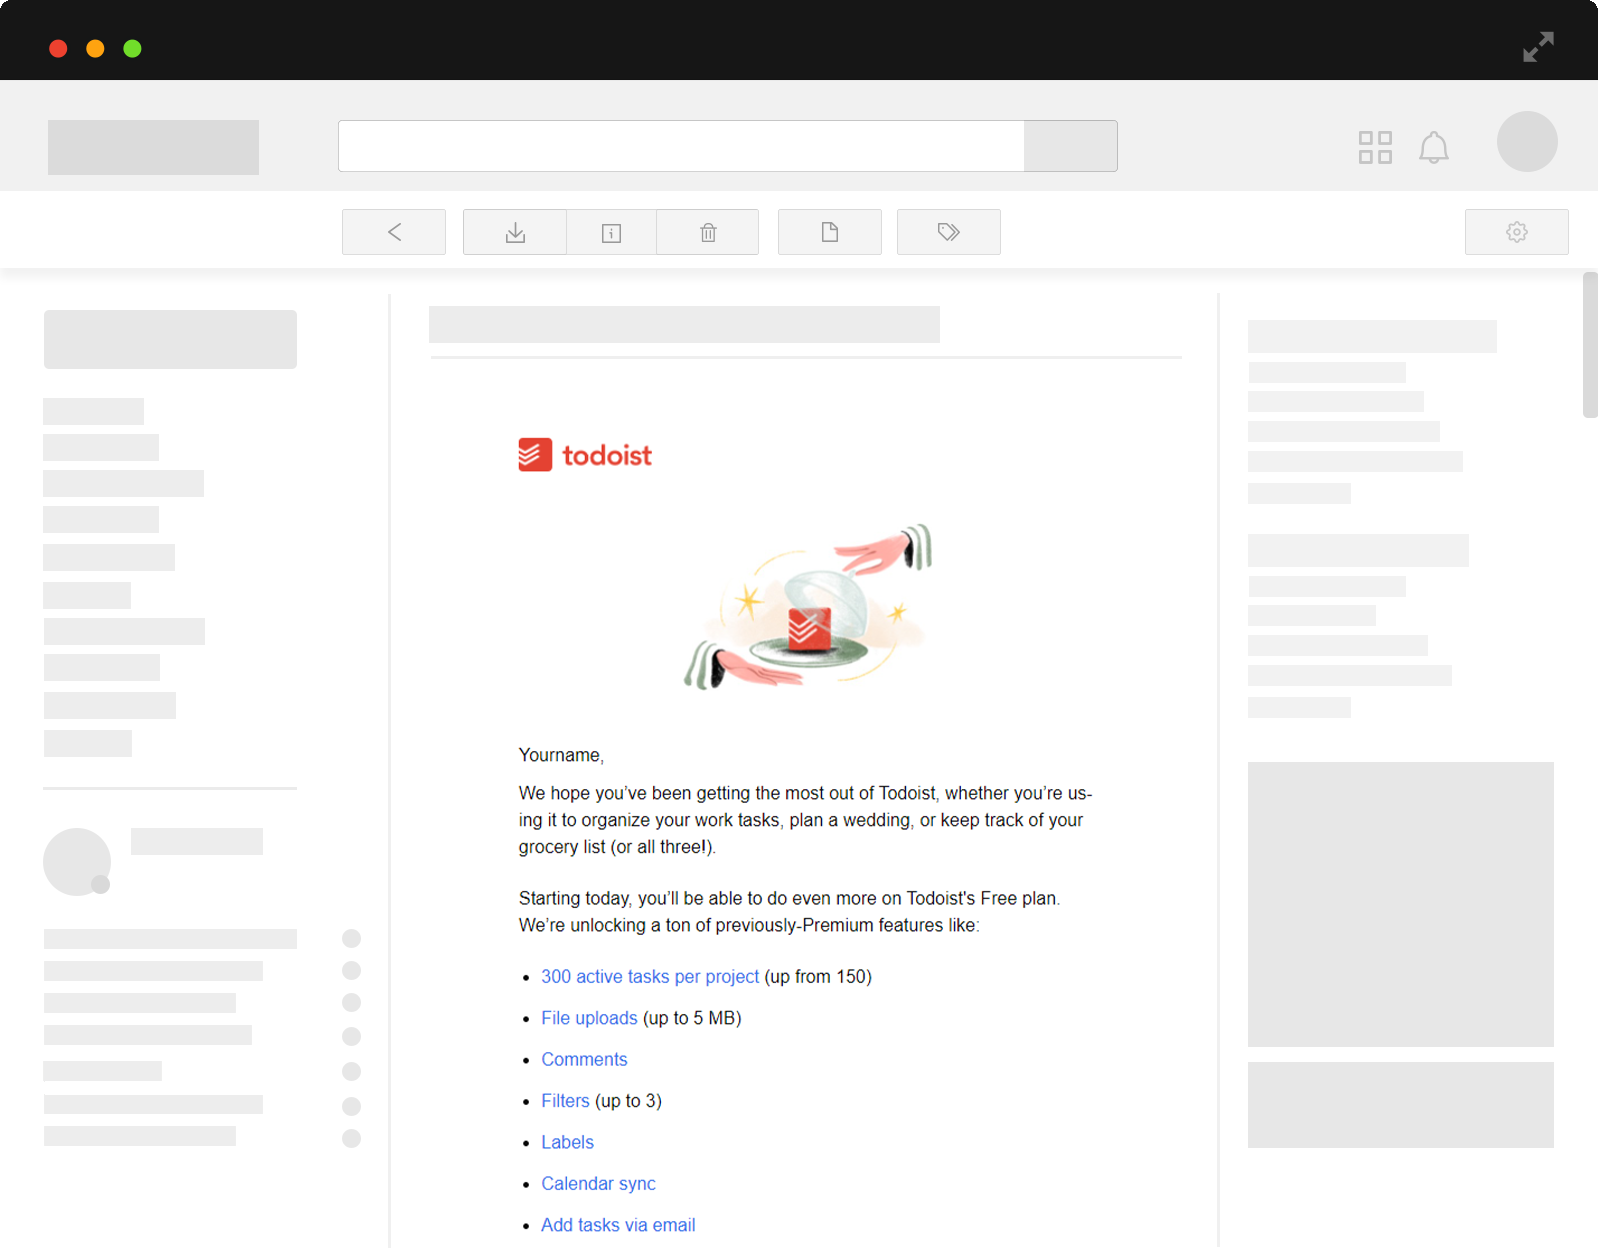 todoist
Yourname,
We hope you’ve been getting the most out of Todoist, whether you’re us-
ing it to organize your work tasks, plan a wedding, or keep track of your
grocery list (or all three!).
Starting today, you’ll be able to do even more on Todoist's Free plan.
We’re unlocking a ton of previously-Premium features like:
• 300 active tasks per project (up from 150)
• File uploads (up to 5 MB)
• Comments
• Filters (up to 3)
• Labels
• Calendar sync
• Add tasks via email